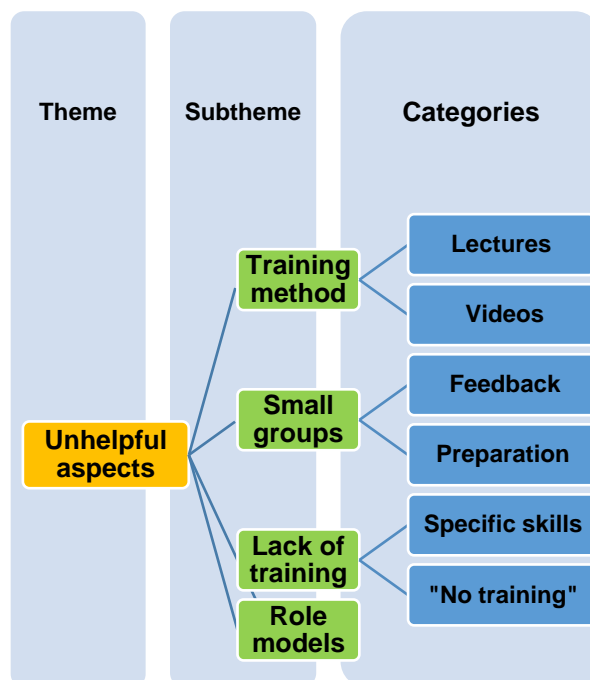 Theme
Subtheme
Categories
Unhelpful
aspects
Training
method
Lectures
Videos
Small
groups
Feedback
Preparation
Lack of
training
Specific skills
"No training"
Role
models